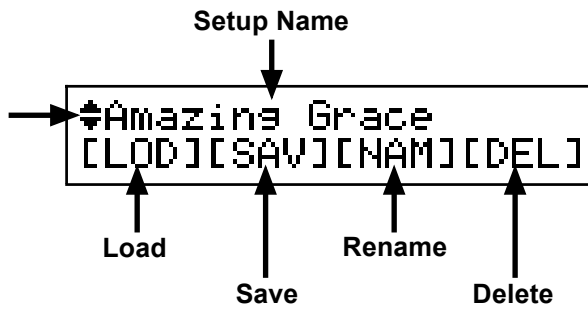 Setup Name
Amazing Grace
[LOD][SAV][NAM][DEL]
Load
Rename
Save
Delete